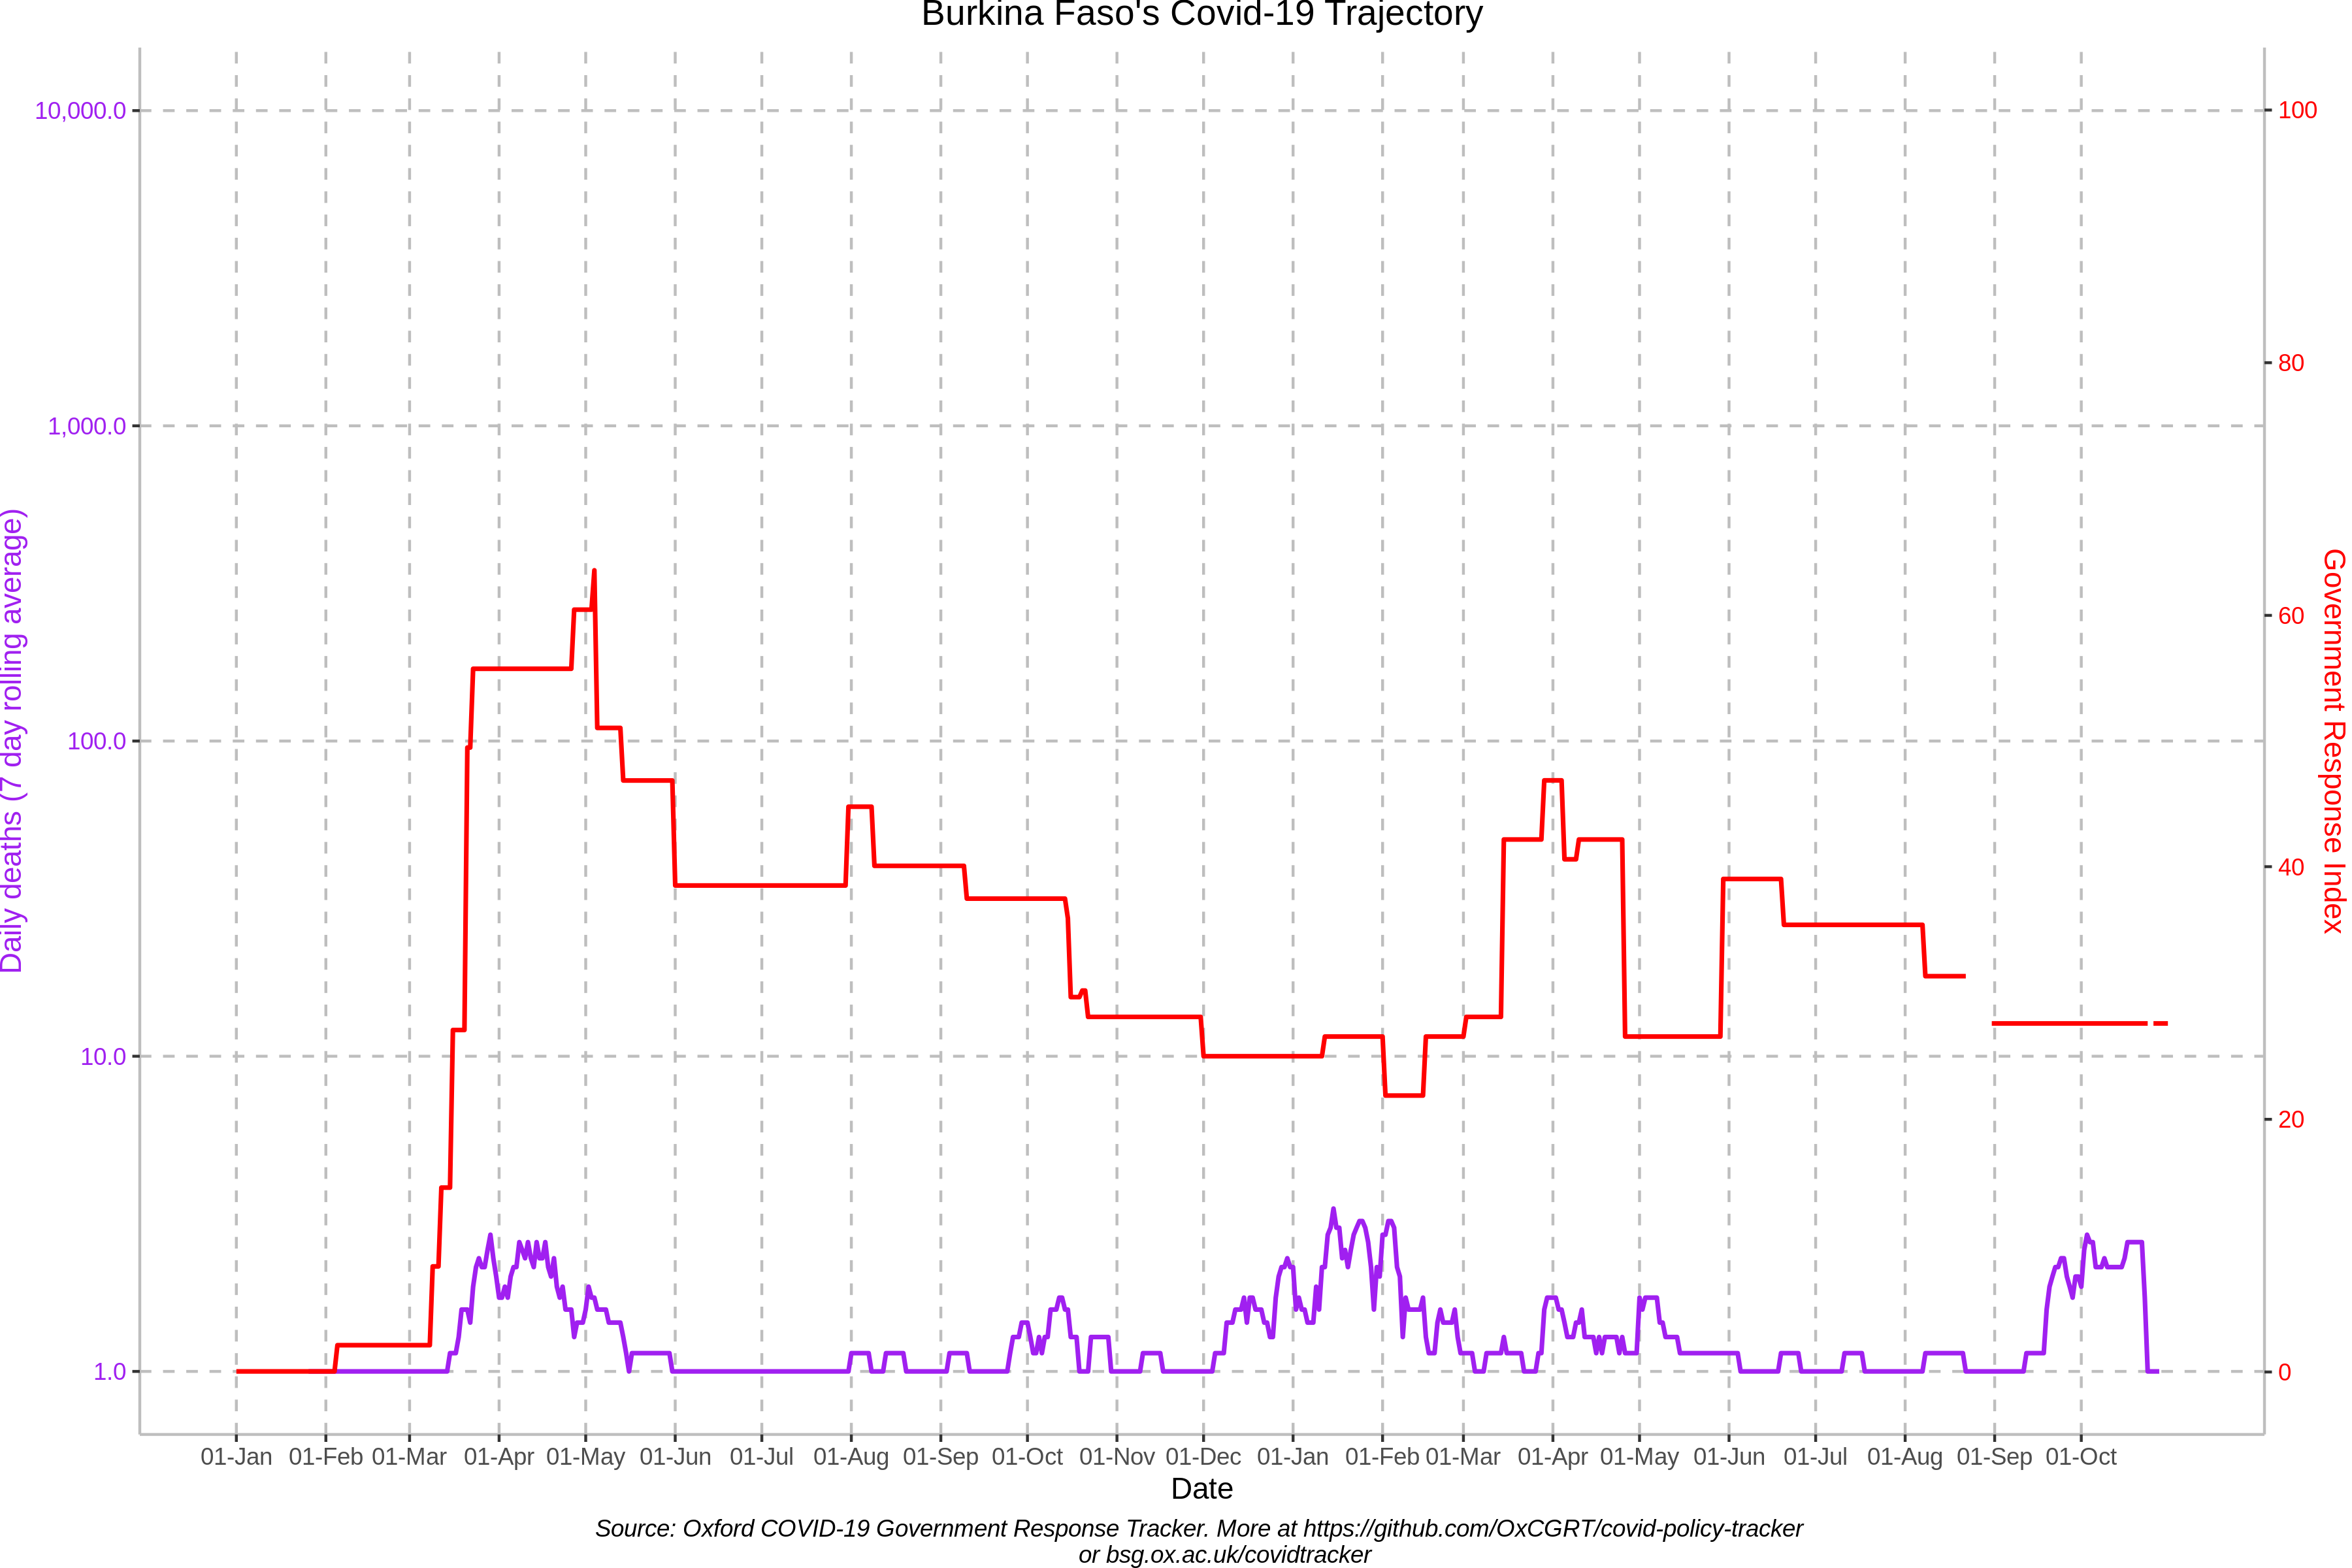 Burkina Faso's Covid-19 Trajectory
10,000.0
1,000.0
100.0
10.0
1.0
Daily deaths (7 day rolling average)
100
80
60
40
20
0
Government Response Index
01-Jan 01-Feb 01-Mar 01-Apr 01-May 01-Jun 01-Jul 01-Aug 01-Sep 01-Oct 01-Nov 01-Dec 01-Jan 01-Feb 01-Mar 01-Apr 01-May 01-Jun 01-Jul 01-Aug 01-Sep 01-Oct
Date
Source: Oxford COVID-19 Government Response Tracker. More at https://github.com/OxCGRT/covid-policy-tracker
or bsg.ox.ac.uk/covidtracker